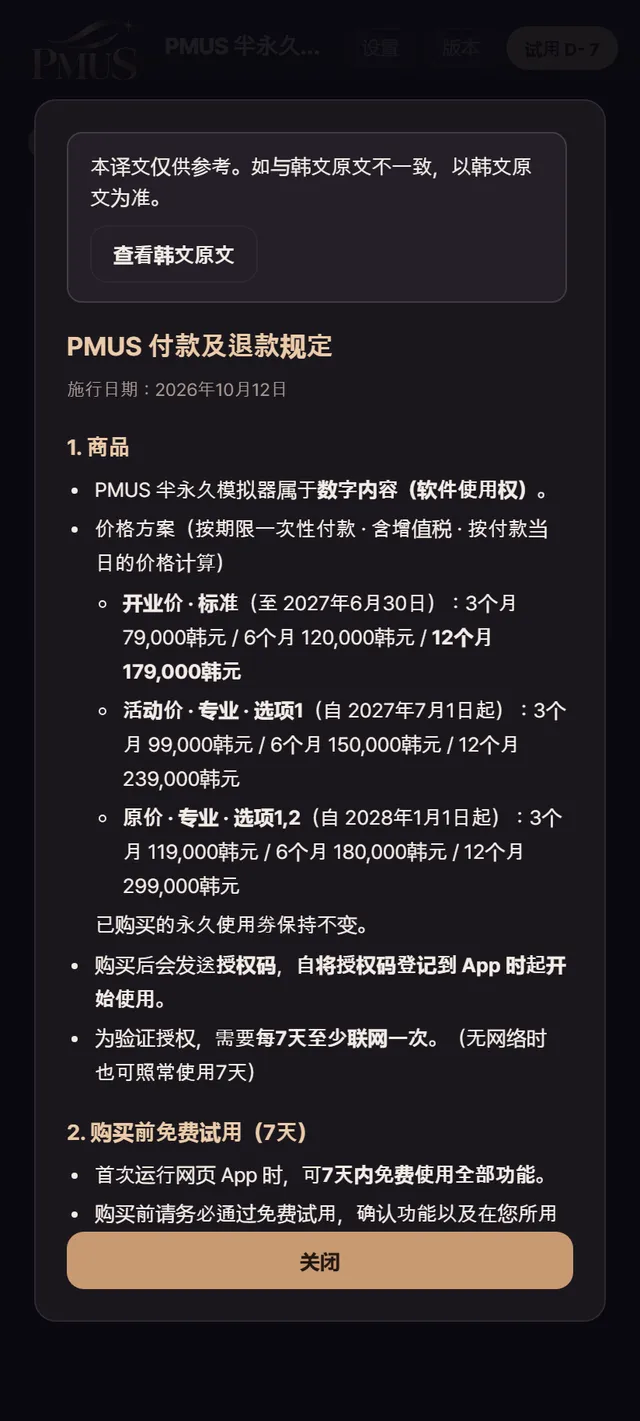 PMUS PMUS 半永久... 设置 版本 试用 D-7
本译文仅供参考。如与韩文原文不一致，以韩文原
文为准。
查看韩文原文
PMUS 付款及退款规定
施行日期：2026年10月12日
1. 商品
• PMUS 半永久模拟器属于数字内容（软件使用权）。
• 价格方案（按期限一次性付款 · 含增值税 · 按付款当
日的价格计算）
◦ 开业价 · 标准（至 2027年6月30日）：3个月
79,000韩元 / 6个月 120,000韩元 / 12个月
179,000韩元
◦ 活动价 · 专业 · 选项1（自 2027年7月1日起）：3个
月 99,000韩元 / 6个月 150,000韩元 / 12个月
239,000韩元
◦ 原价 · 专业 · 选项1,2（自 2028年1月1日起）：3个
月 119,000韩元 / 6个月 180,000韩元 / 12个月
299,000韩元
已购买的永久使用券保持不变。
• 购买后会发送授权码，自将授权码登记到 App 时起开
始使用。
• 为验证授权，需要每7天至少联网一次。（无网络时
也可照常使用7天）
2. 购买前免费试用（7天）
• 首次运行网页 App 时，可7天内免费使用全部功能。
• 购买前请务必通过免费试用，确认功能以及在您所用
关闭